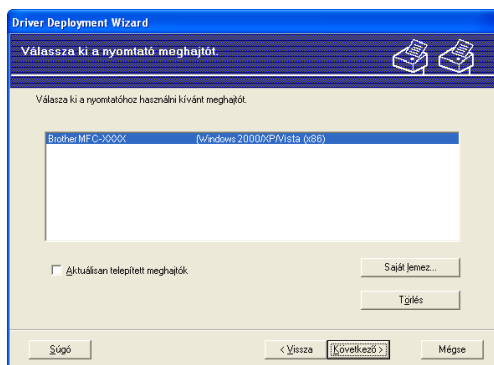 Driver Deployment Wizard
Válassza ki a nyomtató meghajtót.
Válasza ki a nyomtatóhoz használni kívánt meghajtót.
Brother MFC-XXXX (Windows 2000/XP/Vista (x86)
Aktuálisan telepített meghajtók
Saját lemez...
Törlés
Súgó
< Vissza
Következő >
Mégse